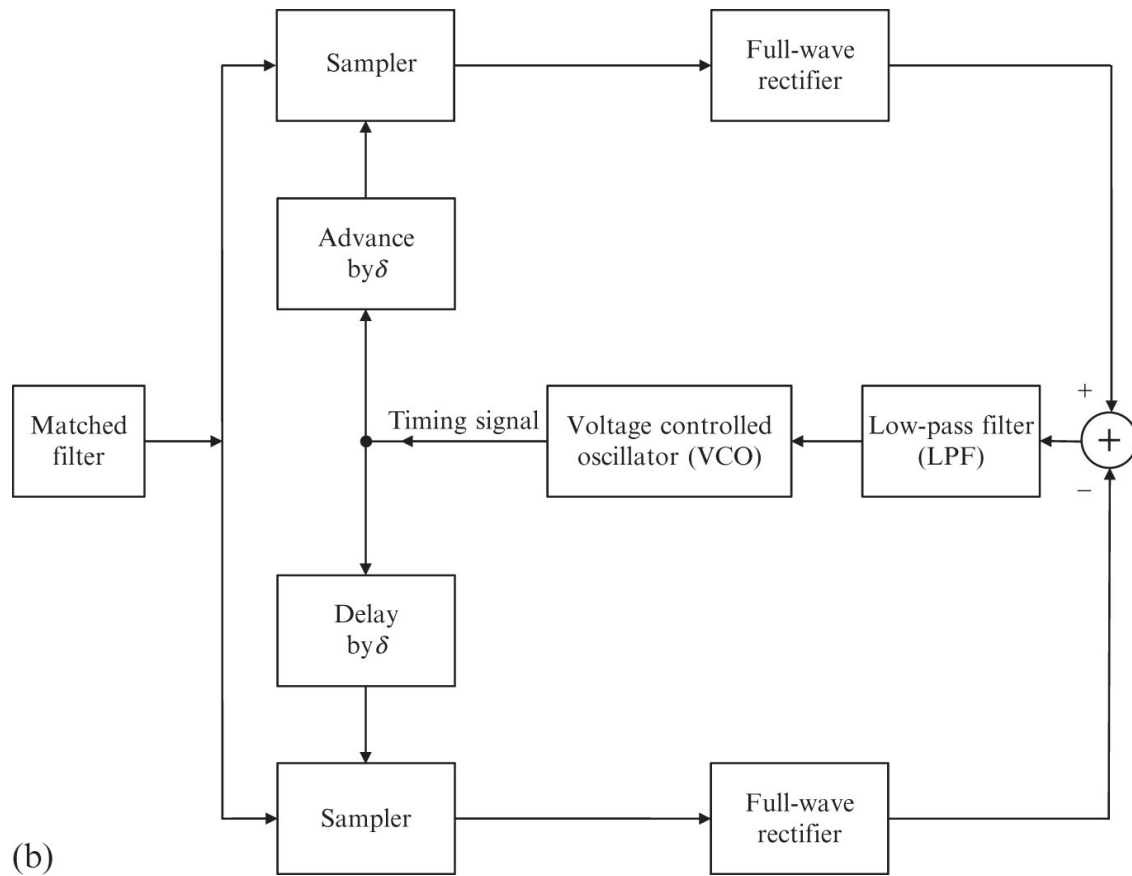 Sampler
Full-wave
rectifier
Advance
byδ
Matched
filter
Timing signal
Voltage controlled
oscillator (VCO)
Low-pass filter
(LPF)
+
+
−
Delay
byδ
Sampler
Full-wave
rectifier
(b)